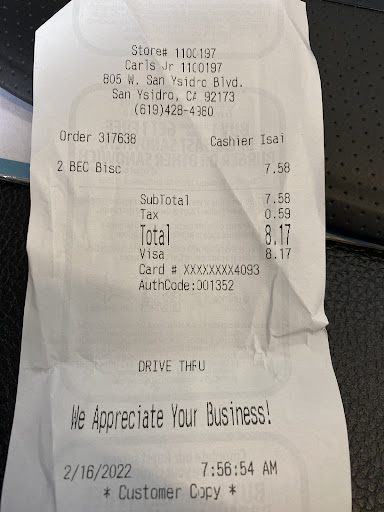 Store# 1100197
Carls Jr 1100197
805 W. San Ysidro Blvd.
San Ysidro, CA 92173
(619)428-4980
Order 317638 Cashier Isai
2 BEC Bisc 7.58
SubTotal 7.58
Tax 0.59
Total 8.17
Visa 8.17
Card # XXXXXXXX4093
AuthCode:001352
DRIVE THRU
We Appreciate Your Business!
2/16/2022 7:56:54 AM
* Customer Copy *